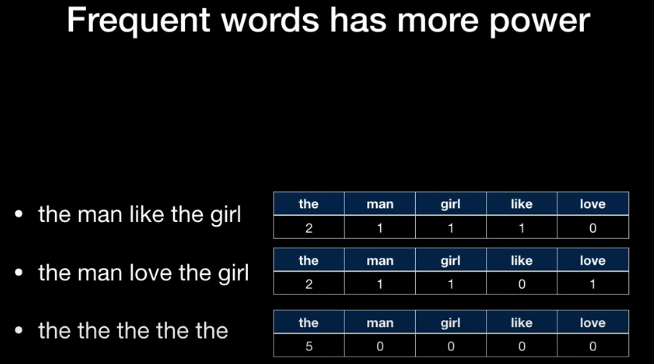 Frequent words has more power
• the man like the girl
the man girl like love
2 1 1 1 0
• the man love the girl
the man girl like love
2 1 1 0 1
• the the the the the
the man girl like love
5 0 0 0 0